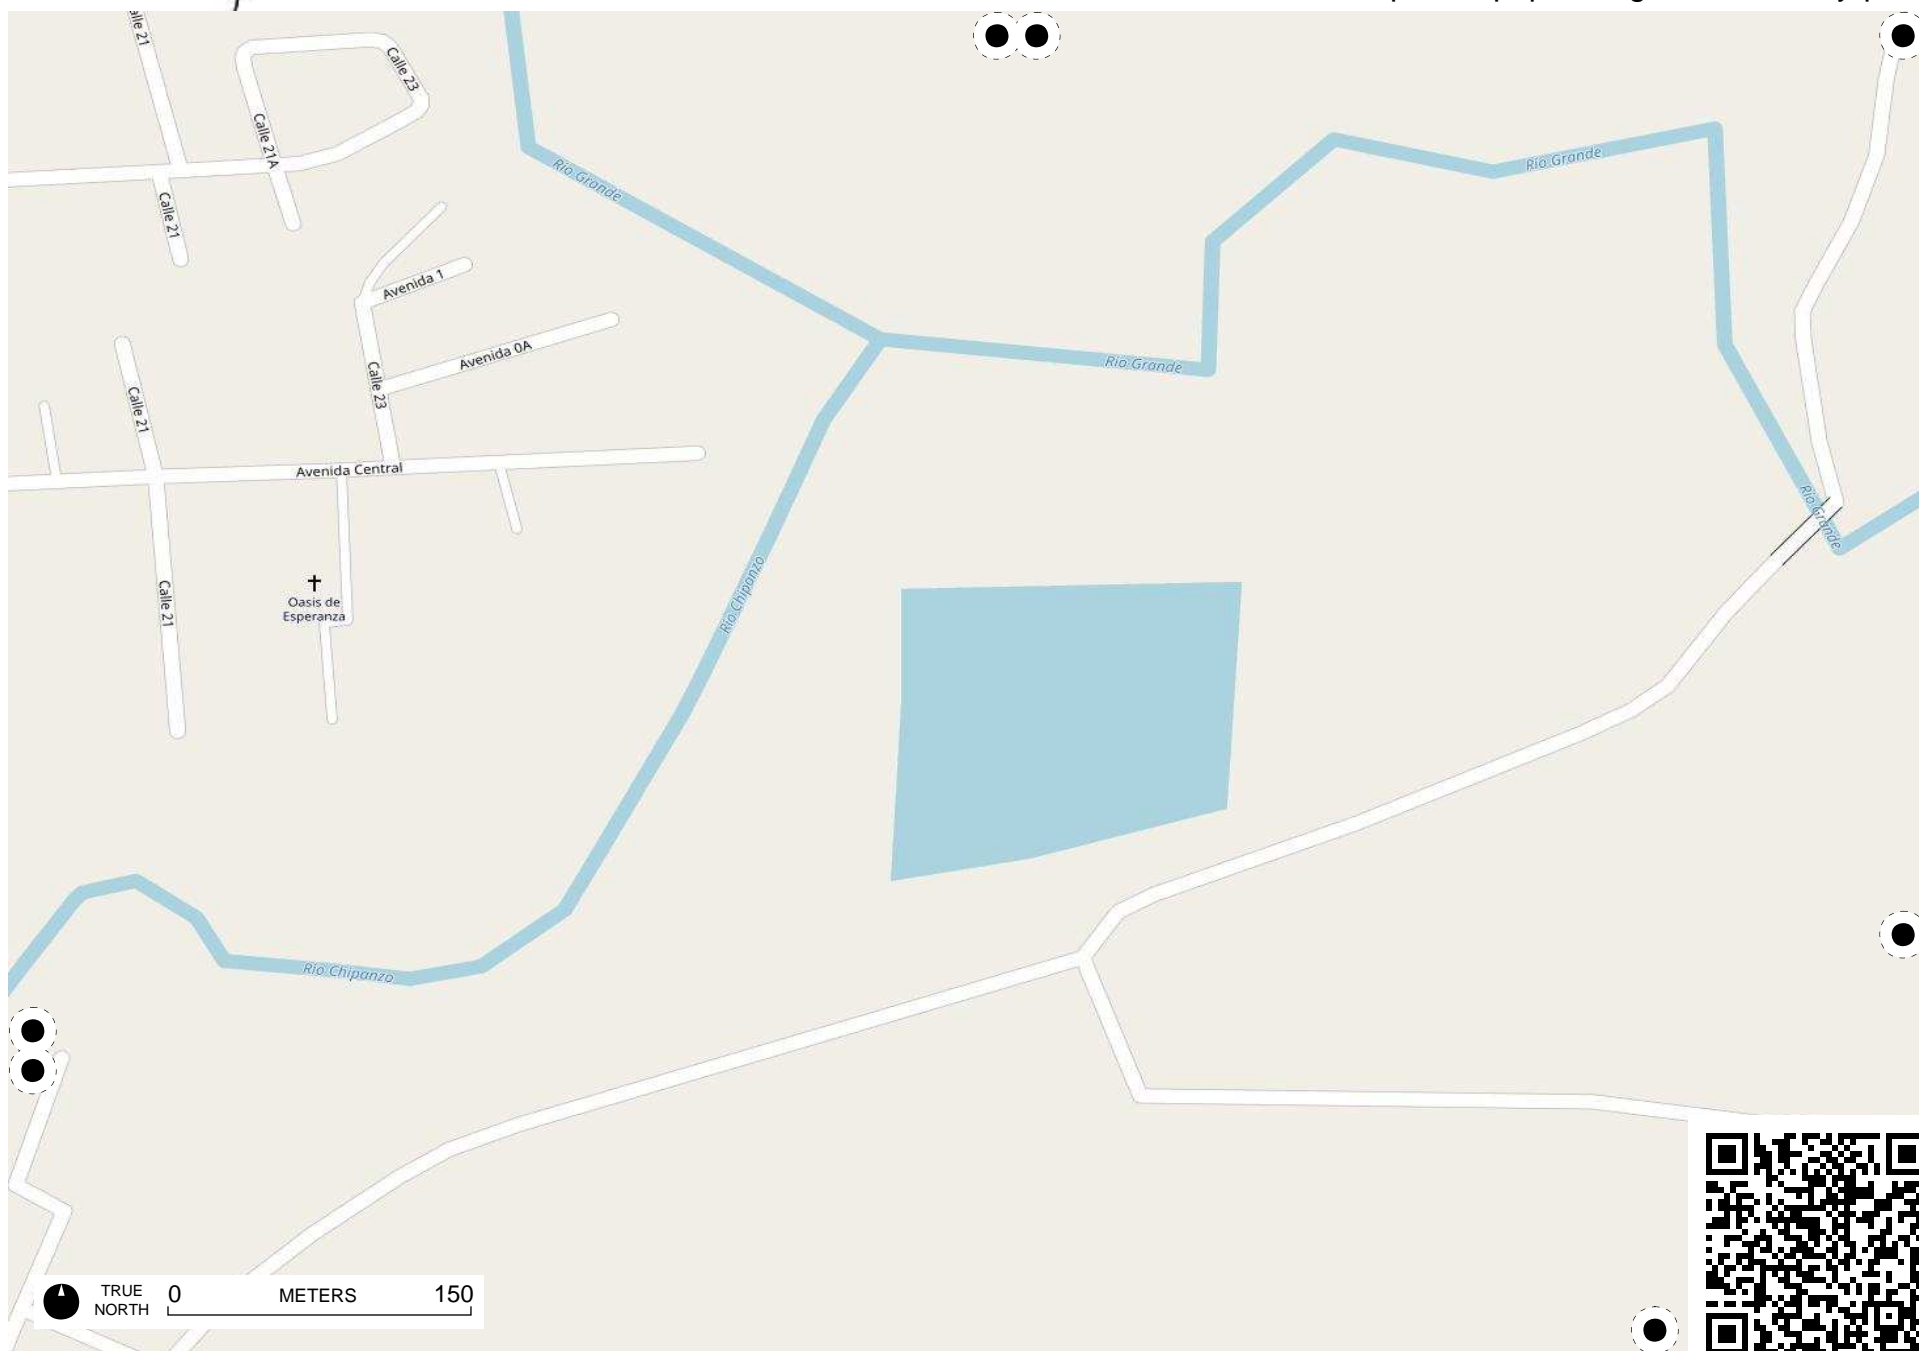 Calle 23
Calle 21A
Rio Grande
Rio Grande
Calle 21
Avenida 1
Avenida 0A
Rio Grande
Calle 23
Calle 21
Avenida Central
Rio Grande
Rio Chipanzo
Calle 21
Oasis de
Esperanza
Rio Chipanzo
TRUE
NORTH
0
METERS
150